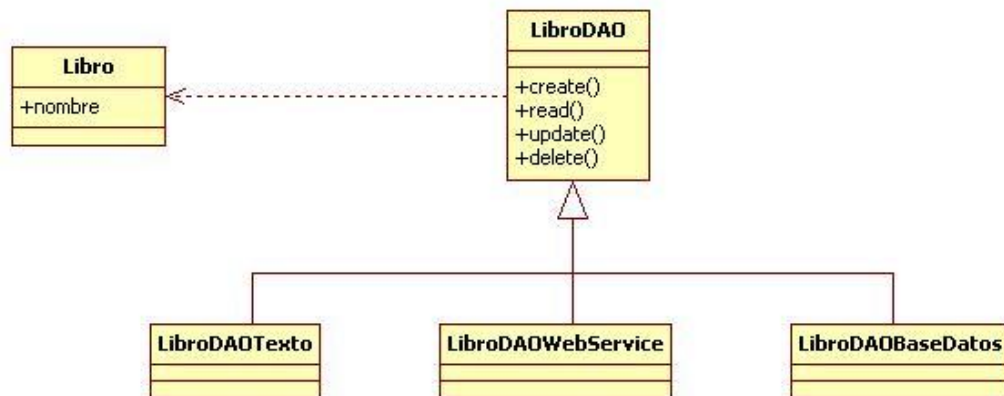 LibroDAO
+create()
+read()
+update()
+delete()
Libro
+nombre
LibroDAOTexto
LibroDAOWebService
LibroDAOBaseDatos